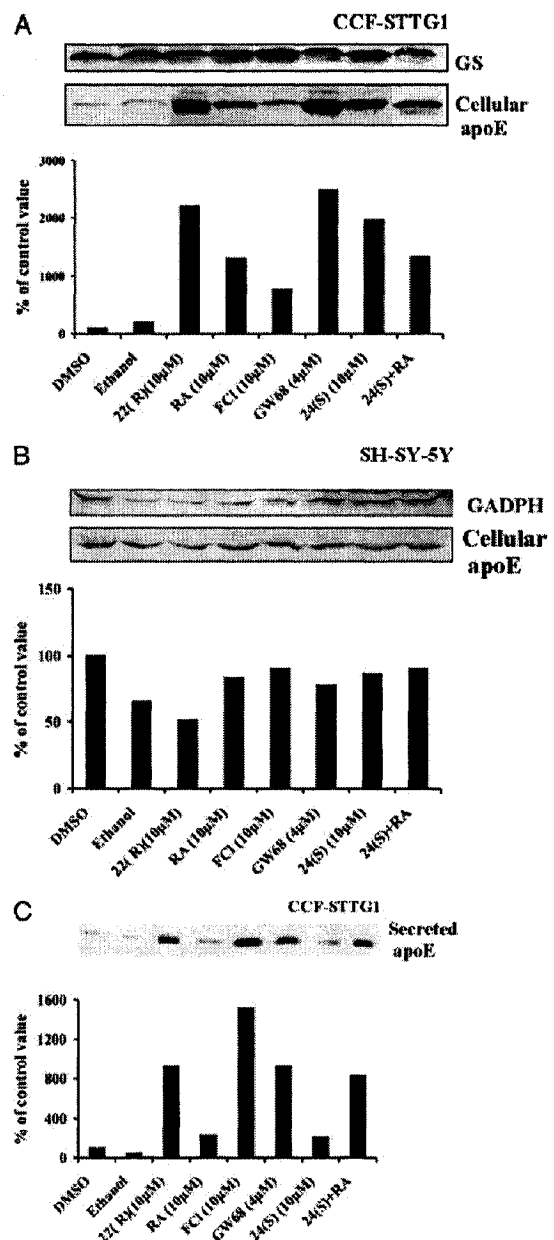 A
CCF-STTG1
GS
Cellular
apoE
% of control value
3000
2000
1000
0
DMSO
Ethanol
22( R)(10µM)
RA (10µM)
FCl (10µM)
GW68 (4µM)
24(S) (10µM)
24(S)+RA
B
SH-SY-5Y
GADPH
Cellular
apoE
% of control value
150
100
50
0
DMSO
Ethanol
22( R)(10µM)
RA (10µM)
FCl (10µM)
GW68 (4µM)
24(S) (10µM)
24(S)+RA
C
CCF-STTG1
Secreted
apoE
% of control value
1600
1200
800
400
0
DMSO
Ethanol
22( R)(10µM)
RA (10µM)
FCl (10µM)
GW68 (4µM)
24(S) (10µM)
24(S)+RA